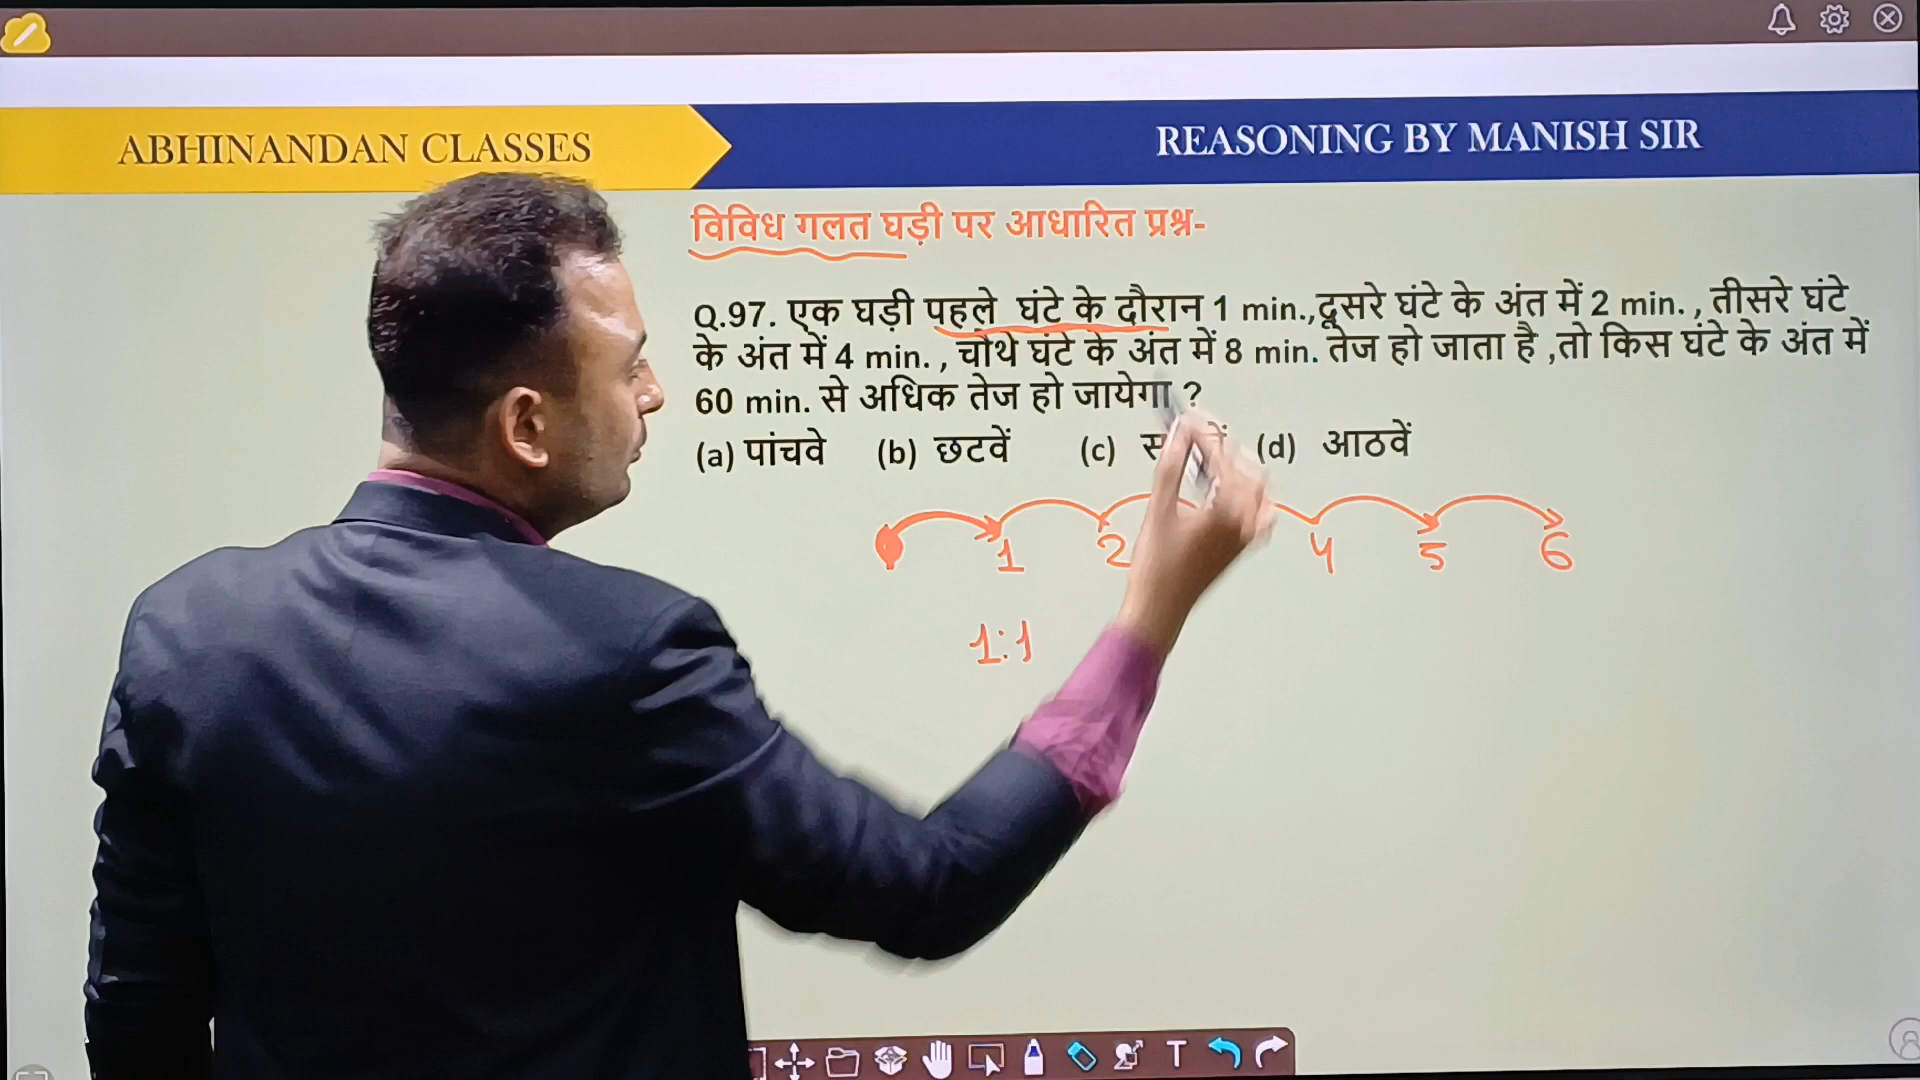 ABHINANDAN CLASSES
REASONING BY MANISH SIR
विविध गलत घड़ी पर आधारित प्रश्न-
Q.97. एक घड़ी पहले घंटे के दौरान 1 min.,दूसरे घंटे के अंत में 2 min. , तीसरे घंटे
के अंत में 4 min. , चौथे घंटे के अंत में 8 min. तेज हो जाता है ,तो किस घंटे के अंत में
60 min. से अधिक तेज हो जायेगा ?
(a) पांचवे (b) छटवें (c) (d) आठवें
1 2 4 5 6
1:1
T